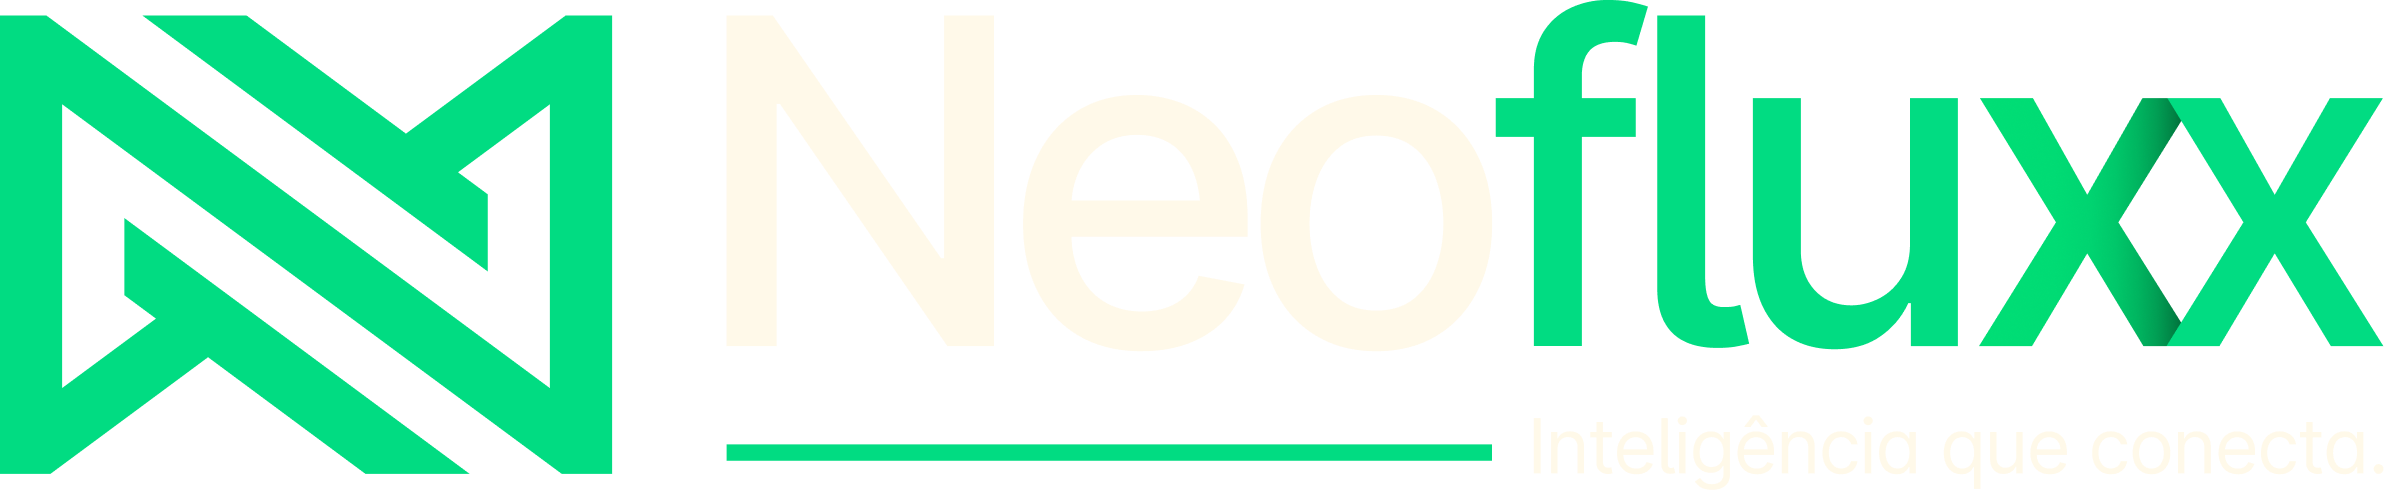 Neofluxx
Inteligência que conecta.